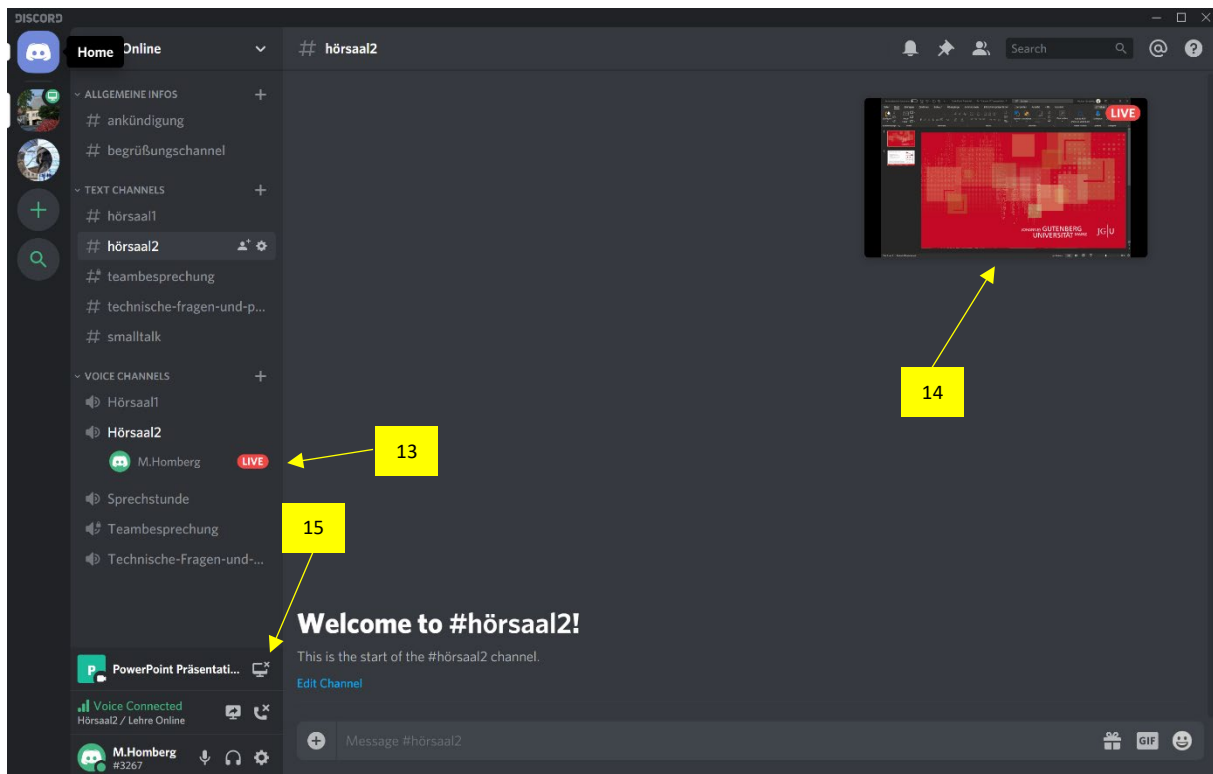 DISCORD
Home
Online
# hörsaal2
Search
ALLGEMEINE INFOS
# ankündigung
# begrüßungschannel
TEXT CHANNELS
# hörsaal1
# hörsaal2
# teambesprechung
# technische-fragen-und-p...
# smalltalk
VOICE CHANNELS
Hörsaal1
Hörsaal2
M.Homberg LIVE
Sprechstunde
Teambesprechung
Technische-Fragen-und-...
LIVE
GUTENBERG
UNIVERSITÄT MAINZ
JG|U
14
13
15
Welcome to #hörsaal2!
This is the start of the #hörsaal2 channel.
Edit Channel
P PowerPoint Präsentati...
Voice Connected
Hörsaal2 / Lehre Online
M.Homberg
#3267
Message #hörsaal2
GIF